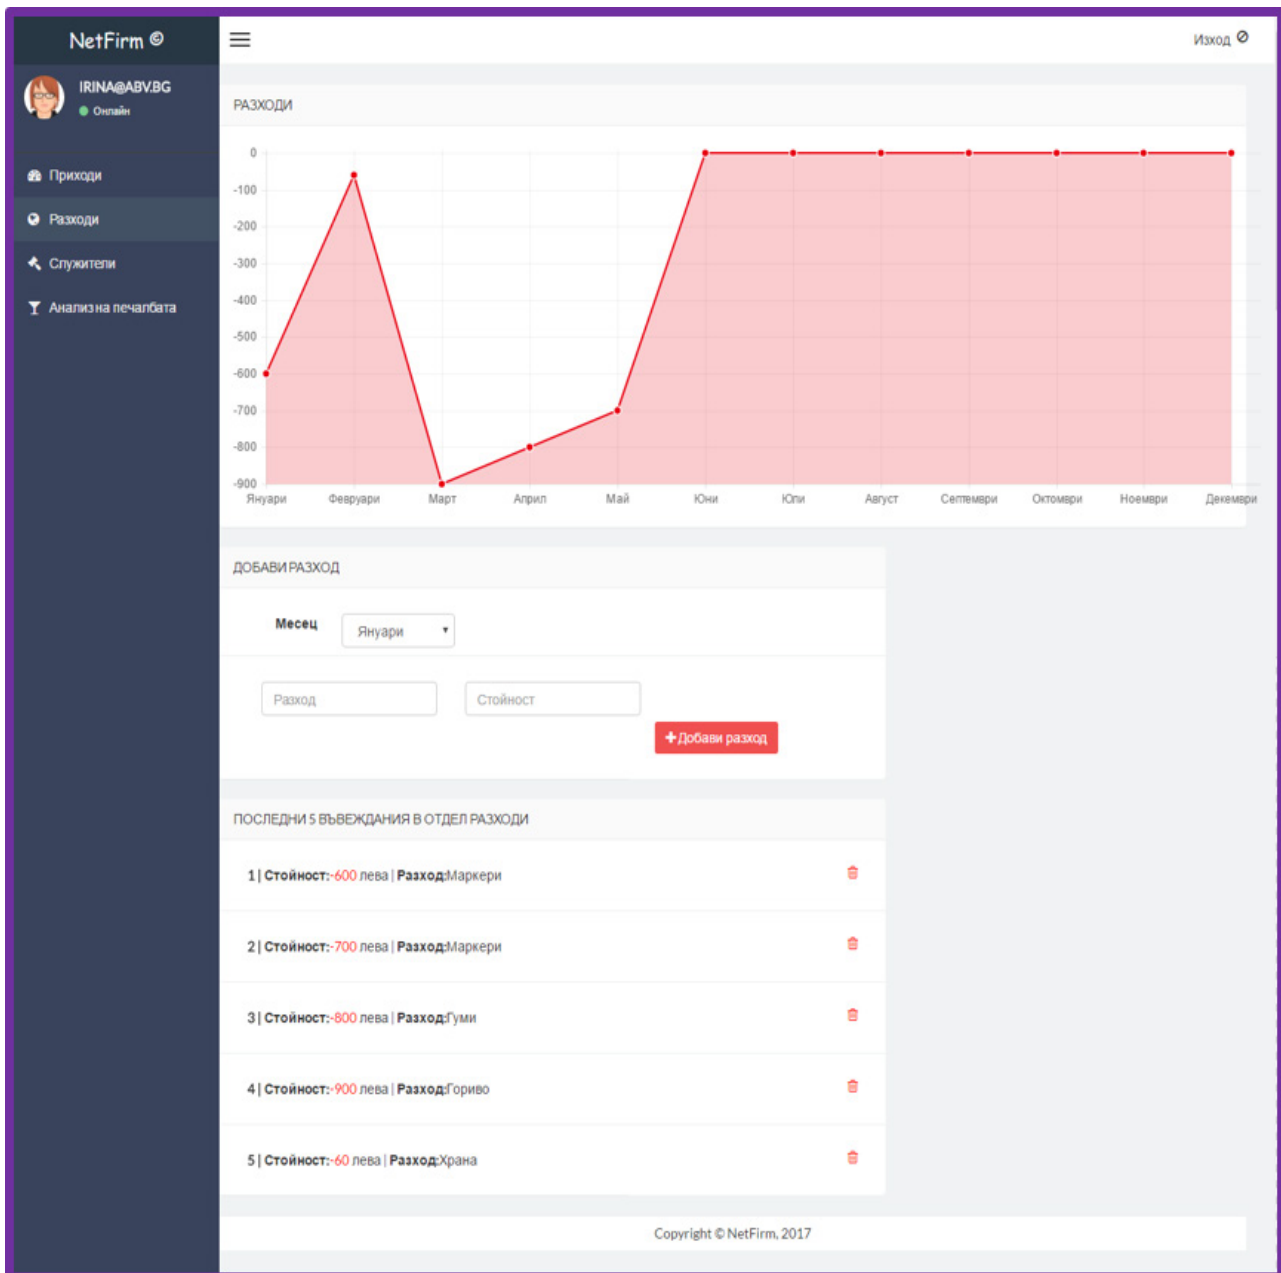 NetFirm ©
Изход
IRINA@ABV.BG
Онлайн
Приходи
Разходи
Служители
Анализ на печалбата
РАЗХОДИ
0
-100
-200
-300
-400
-500
-600
-700
-800
-900
Януари Февруари Март Април Май Юни Юли Август Септември Октомври Ноември Декември
ДОБАВИ РАЗХОД
Месец Януари
Разход Стойност
+Добави разход
ПОСЛЕДНИ 5 ВЪВЕЖДАНИЯ В ОТДЕЛ РАЗХОДИ
1 | Стойност:-600 лева | Разход:Маркери
2 | Стойност:-700 лева | Разход:Маркери
3 | Стойност:-800 лева | Разход:Гуми
4 | Стойност:-900 лева | Разход:Гориво
5 | Стойност:-60 лева | Разход:Храна
Copyright © NetFirm, 2017